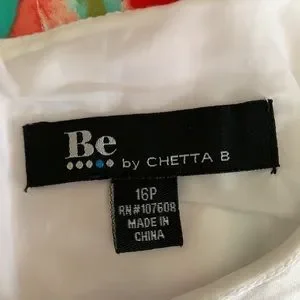 Be
by CHETTA B
16P
RN#107608
MADE IN
CHINA